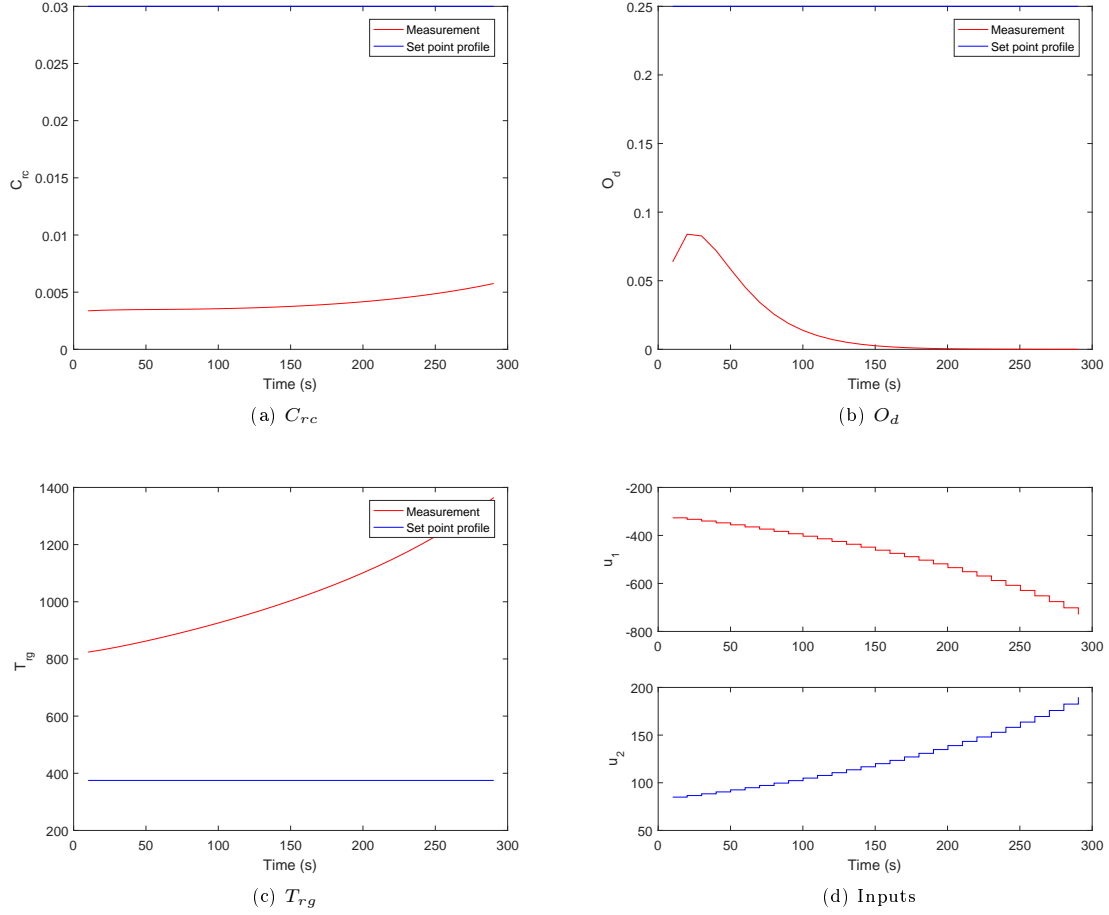 0.03
0.025
0.02
0.015
0.01
0.005
0
C_rc
0 50 100 150 200 250 300
Time (s)
Measurement
Set point profile
(a) C_rc
0.25
0.2
0.15
0.1
0.05
0
O_d
0 50 100 150 200 250 300
Time (s)
Measurement
Set point profile
(b) O_d
1400
1200
1000
800
600
400
200
T_rg
0 50 100 150 200 250 300
Time (s)
Measurement
Set point profile
(c) T_rg
-200
-400
-600
-800
u_1
0 50 100 150 200 250 300
200
150
100
50
u_2
0 50 100 150 200 250 300
Time (s)
(d) Inputs